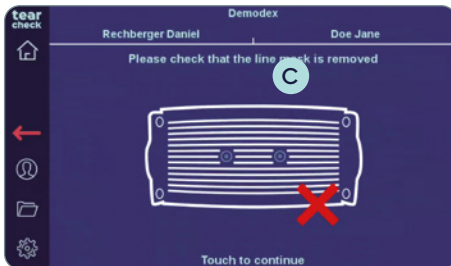 tear
check
Demodex
Rechberger Daniel
Doe Jane
Please check that the line mask is removed
C
Touch to continue